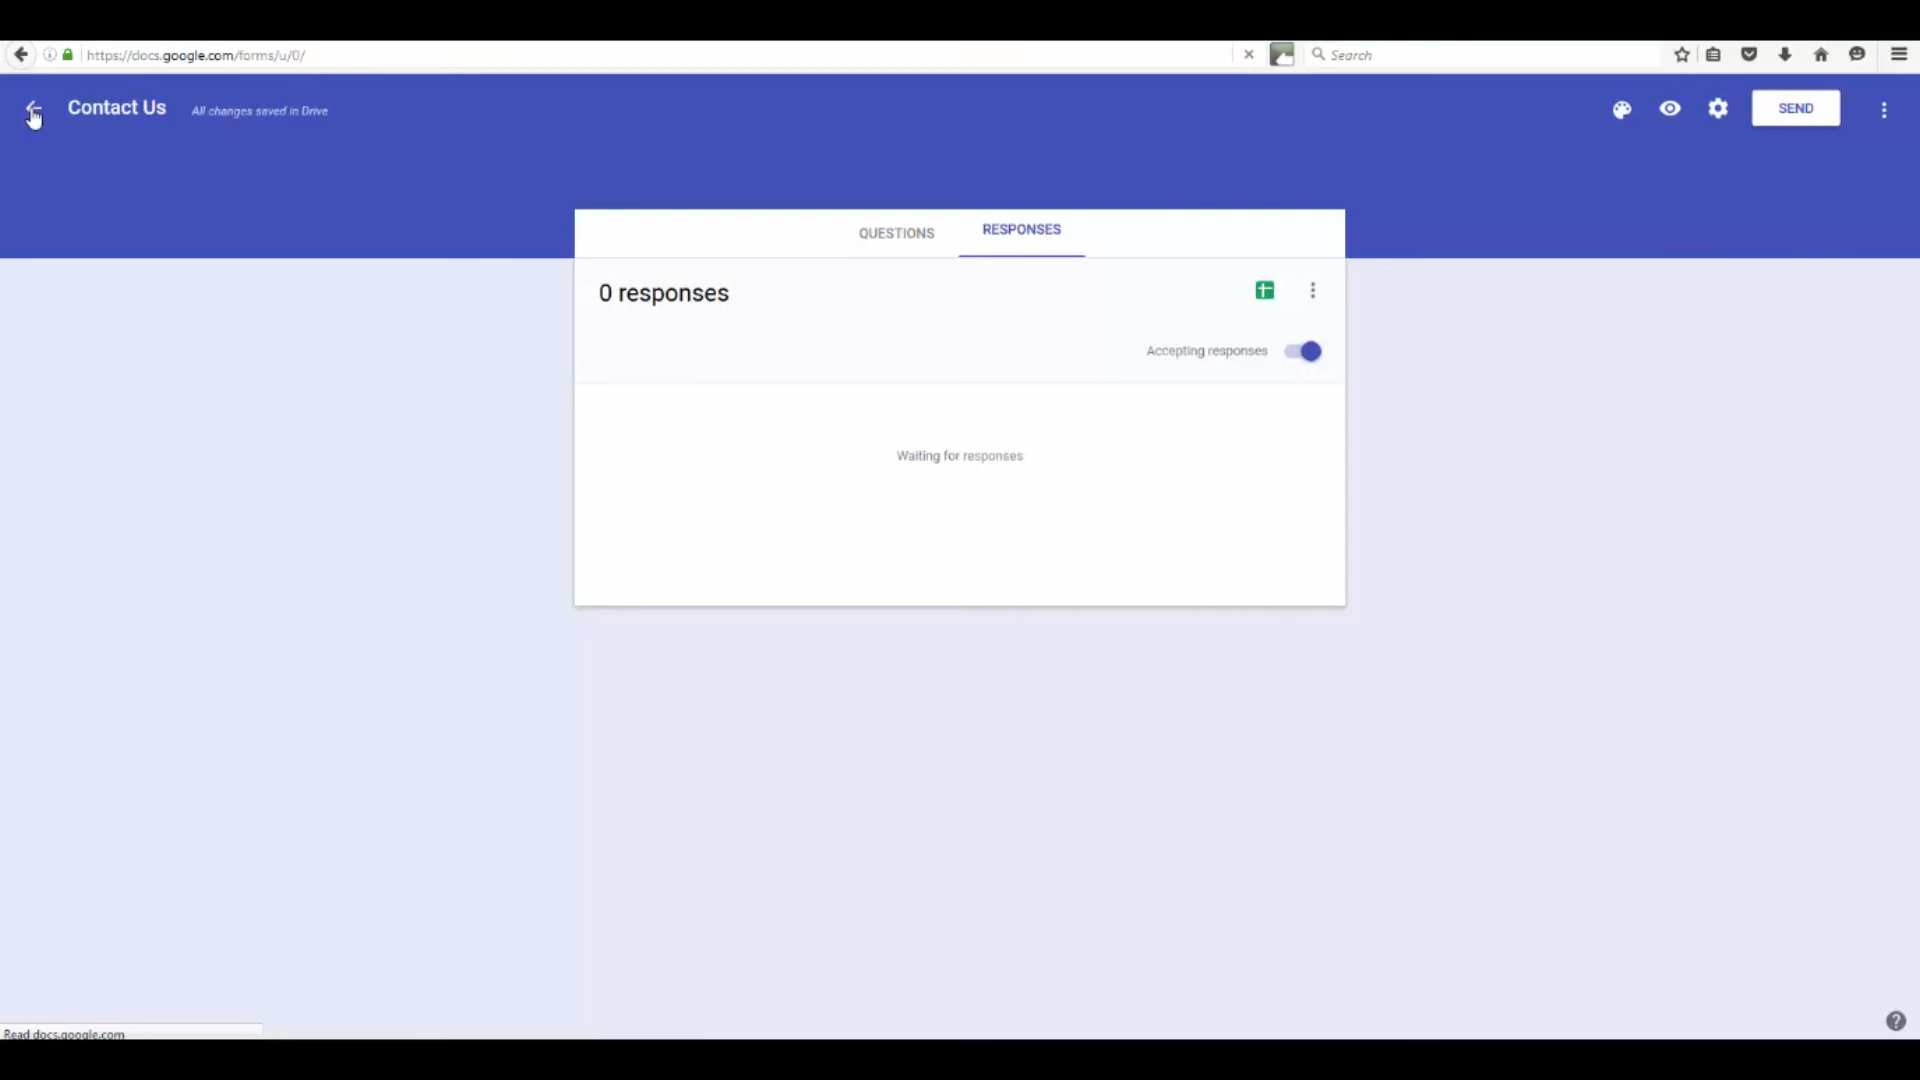 https://docs.google.com/forms/u/0/
Search
Contact Us
All changes saved in Drive
SEND
QUESTIONS
RESPONSES
0 responses
Accepting responses
Waiting for responses
Read docs.google.com